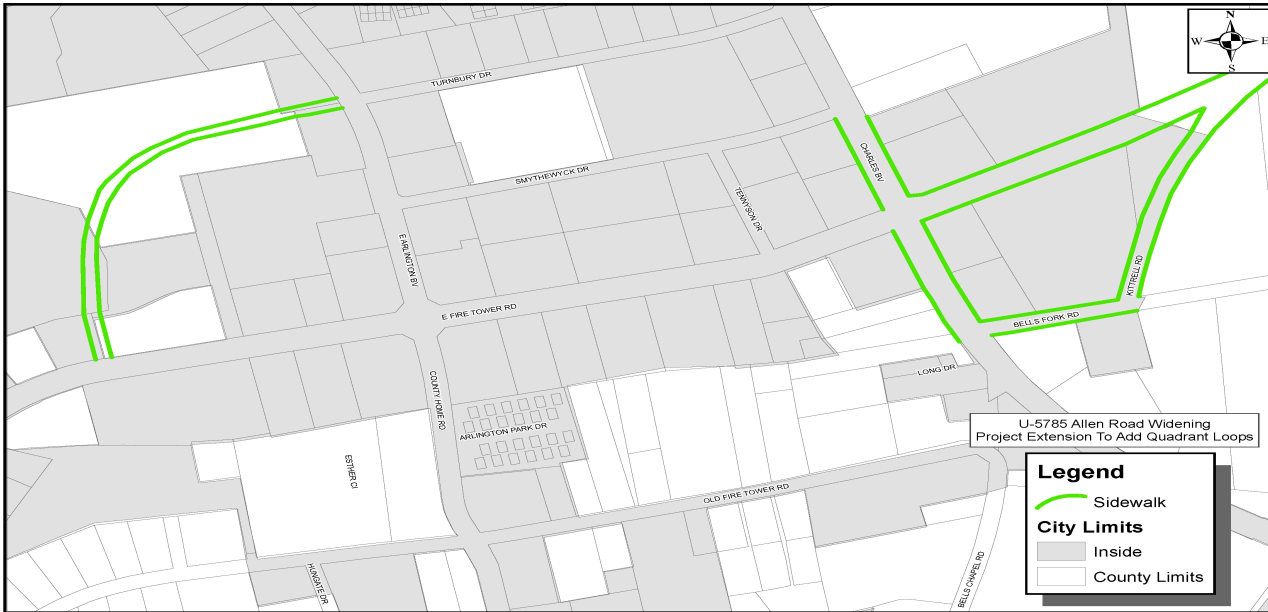 N
W
E
S
TURNBURY DR
SMYTHEWYCK DR
CHARLES BV
TENNYSON DR
E ARLINGTON BV
KITTRELL RD
E FIRE TOWER RD
BELLS FORK RD
LONG DR
COUNTY HOME RD
ARLINGTON PARK DR
ESTHER CI
OLD FIRE TOWER RD
HUNGATE DR
BELLS CHAPEL RD
U-5785 Allen Road Widening
Project Extension To Add Quadrant Loops
Legend
Sidewalk
City Limits
Inside
County Limits